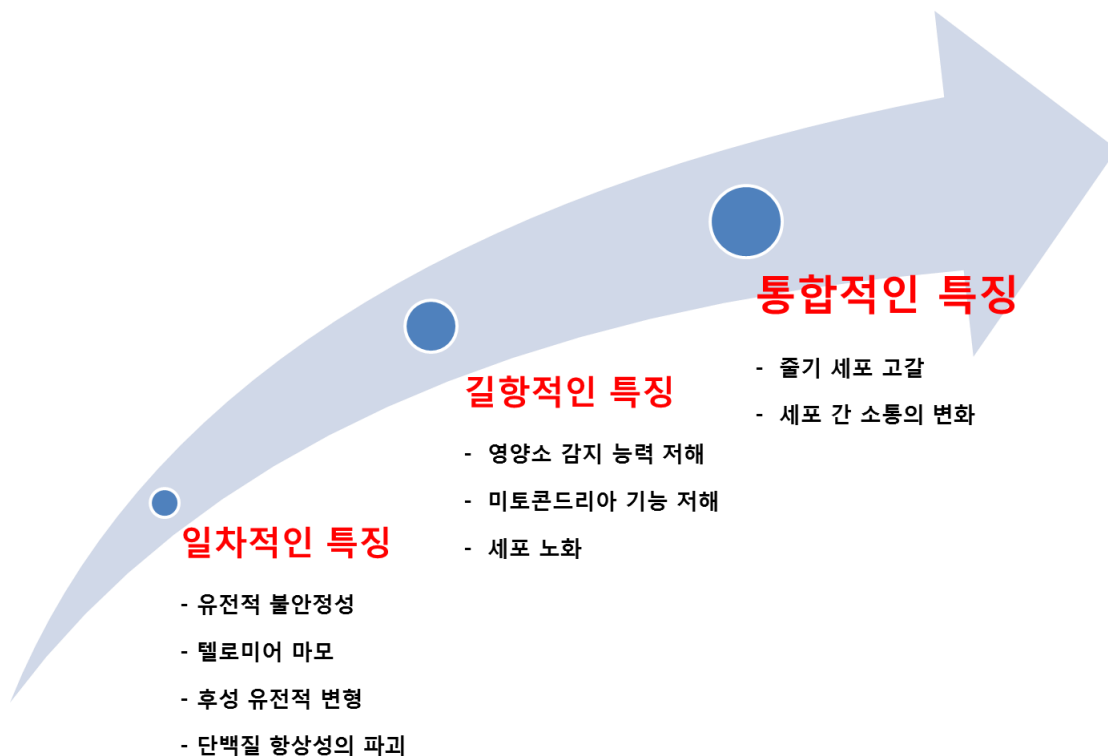 통합적인 특징
- 줄기 세포 고갈
- 세포 간 소통의 변화
길항적인 특징
- 영양소 감지 능력 저해
- 미토콘드리아 기능 저해
- 세포 노화
일차적인 특징
- 유전적 불안정성
- 텔로미어 마모
- 후성 유전적 변형
- 단백질 항상성의 파괴